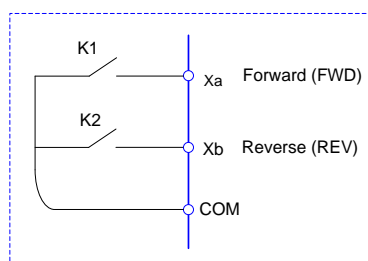 K1
Xa Forward (FWD)
K2
Xb Reverse (REV)
COM